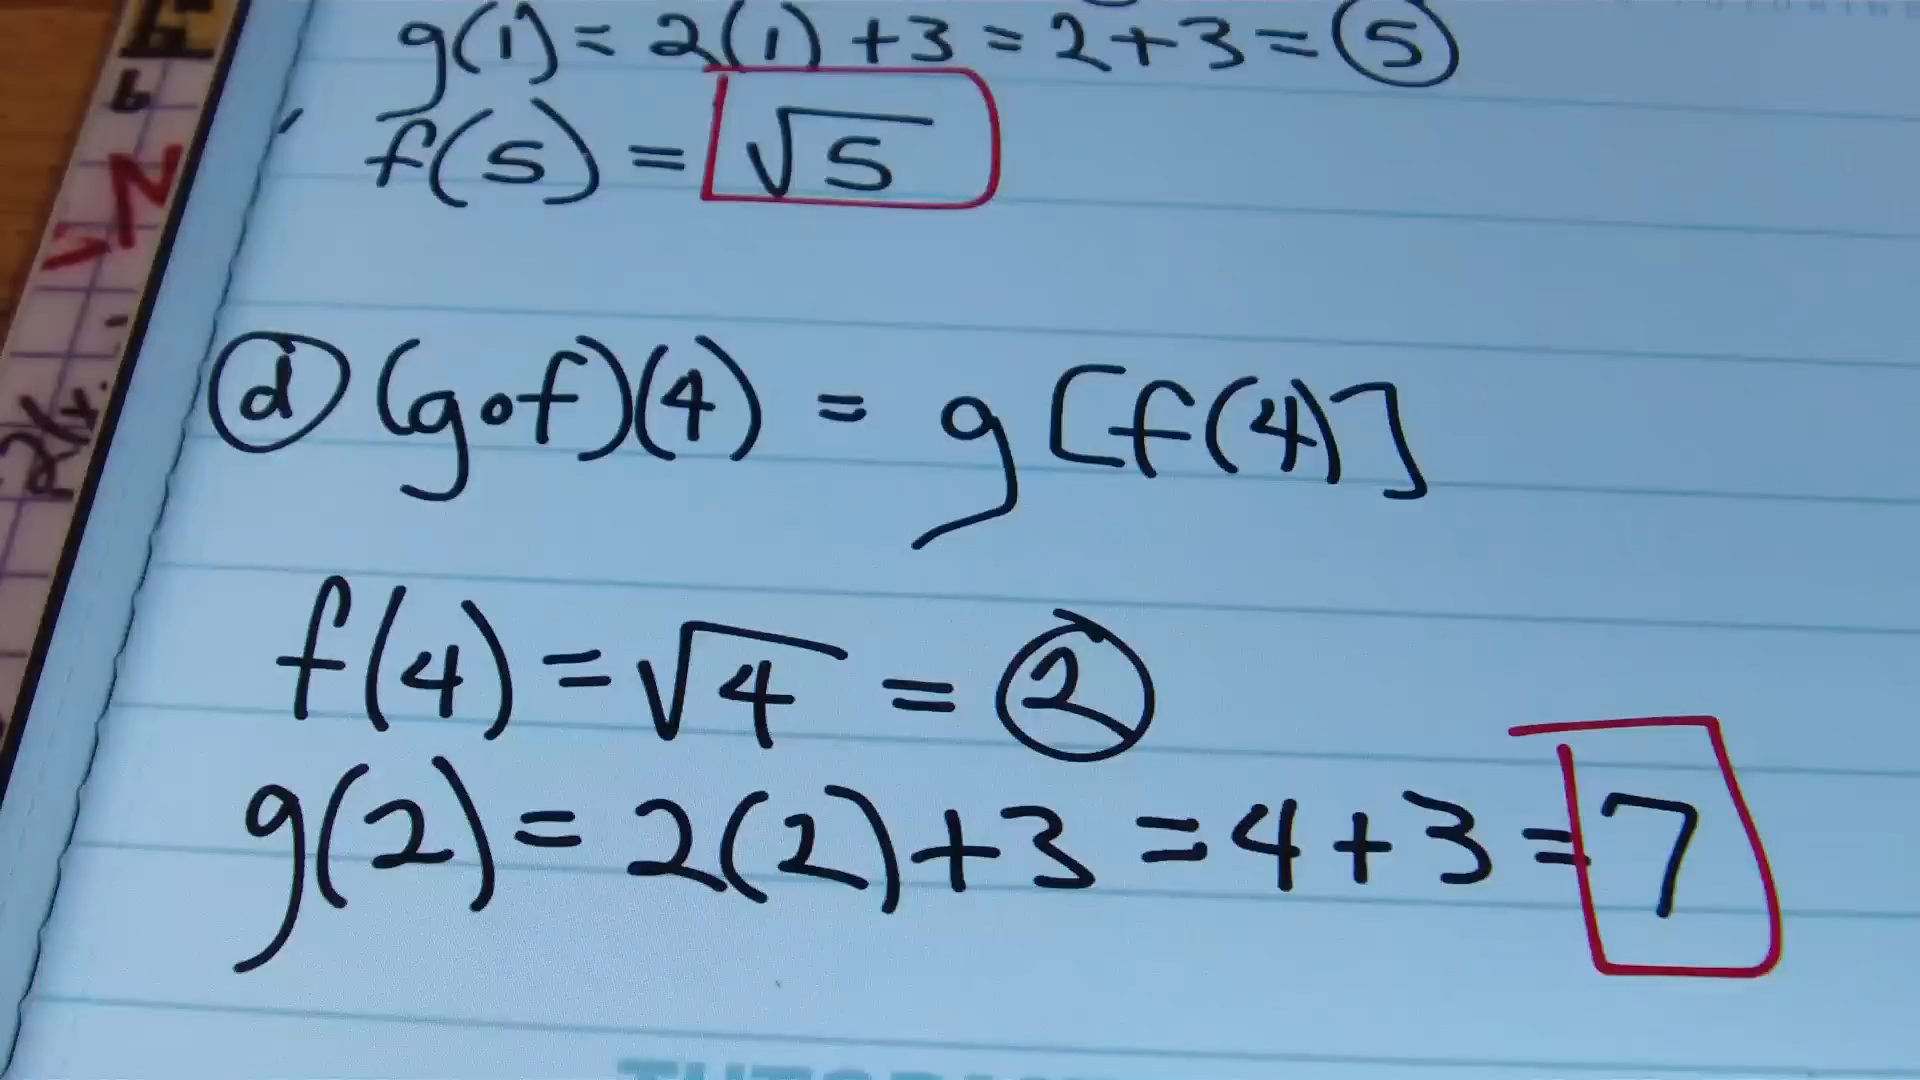 g(1) = 2(1) + 3 = 2 + 3 = 5
f(5) = √5
d (g∘f)(4) = g[f(4)]
f(4) = √4 = 2
g(2) = 2(2) + 3 = 4 + 3 = 7